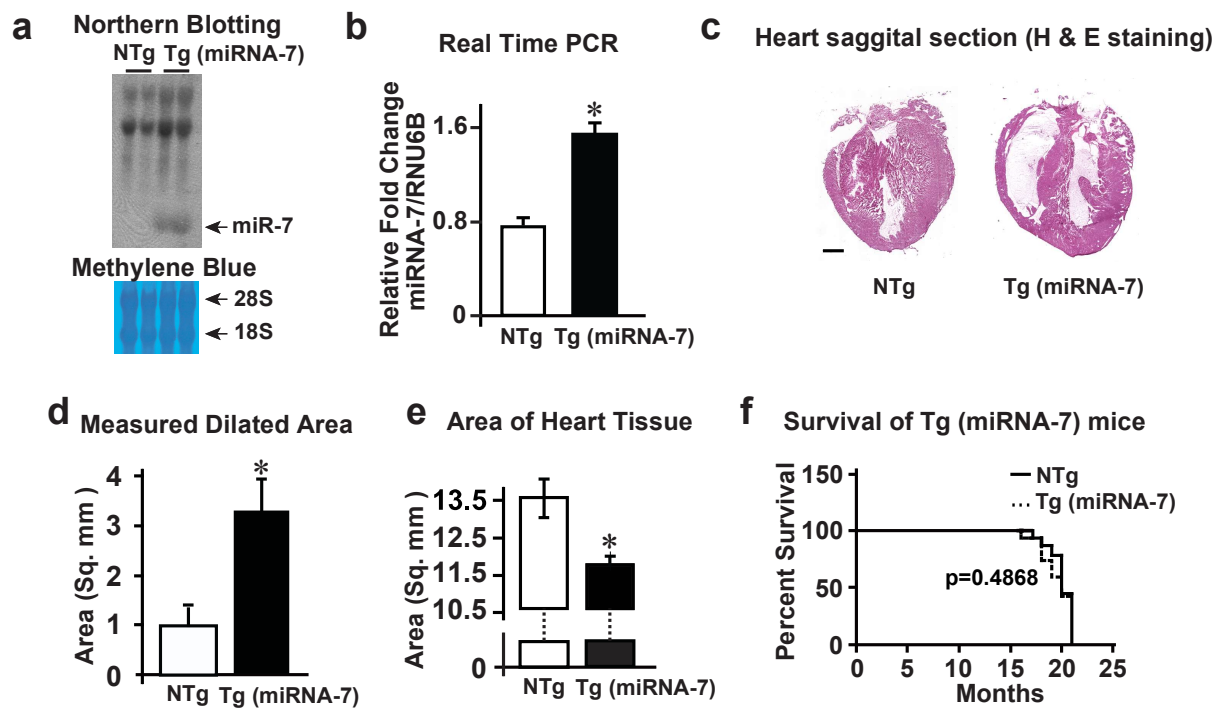 a
Northern Blotting
NTg Tg (miRNA-7)
miR-7
Methylene Blue
28S
18S
b
Real Time PCR
Relative Fold Change
miRNA-7/RNU6B
1.6
0.8
0
*
NTg Tg (miRNA-7)
c
Heart saggital section (H & E staining)
NTg Tg (miRNA-7)
d
Measured Dilated Area
Area (Sq. mm )
4
3
2
1
0
*
NTg Tg (miRNA-7)
e
Area of Heart Tissue
Area (Sq. mm )
13.5
12.5
11.5
10.5
0
*
NTg Tg (miRNA-7)
f
Survival of Tg (miRNA-7) mice
Percent Survival
150
100
50
0
NTg
Tg (miRNA-7)
p=0.4868
0 5 10 15 20 25
Months